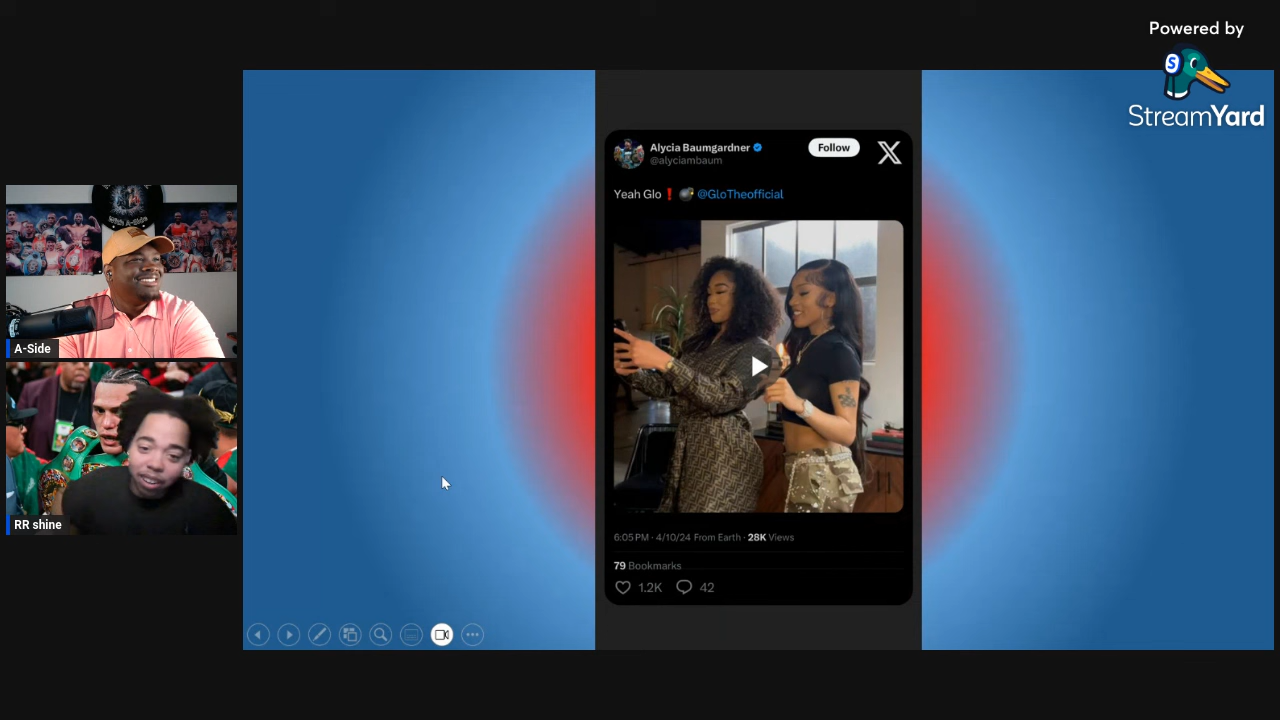 Powered by
StreamYard
Alycia Baumgardner
@alyciambaum
Follow
Yeah Glo❗💣 @GloTheofficial
6:05 PM · 4/10/24 From Earth · 28K Views
79 Bookmarks
1.2K 42
A-Side
RR shine